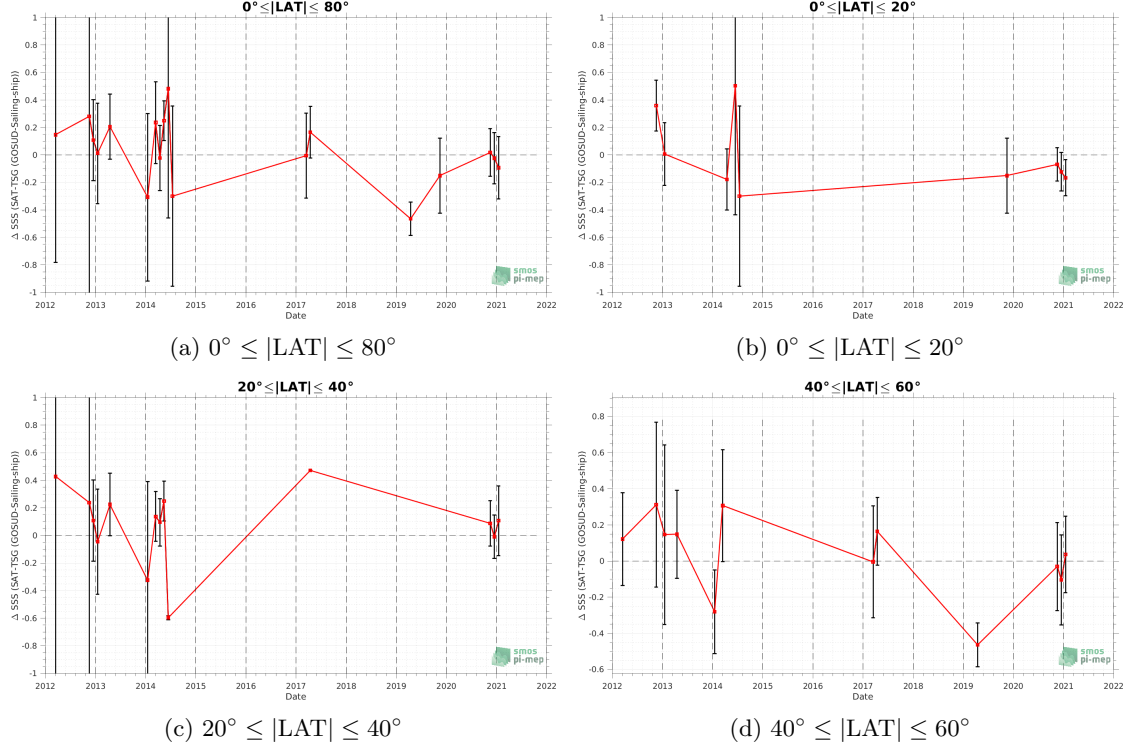 0°≤|LAT|≤ 80°
Δ SSS (SAT-TSG (GOSUD-Sailing-ship))
1
0.8
0.6
0.4
0.2
0
-0.2
-0.4
-0.6
-0.8
-1
2012 2013 2014 2015 2016 2017 2018 2019 2020 2021 2022
Date
smos
pi-mep
(a) 0° ≤ |LAT| ≤ 80°
0°≤|LAT|≤ 20°
Δ SSS (SAT-TSG (GOSUD-Sailing-ship))
1
0.8
0.6
0.4
0.2
0
-0.2
-0.4
-0.6
-0.8
-1
2012 2013 2014 2015 2016 2017 2018 2019 2020 2021 2022
Date
smos
pi-mep
(b) 0° ≤ |LAT| ≤ 20°
20°≤|LAT|≤ 40°
Δ SSS (SAT-TSG (GOSUD-Sailing-ship))
1
0.8
0.6
0.4
0.2
0
-0.2
-0.4
-0.6
-0.8
-1
2012 2013 2014 2015 2016 2017 2018 2019 2020 2021 2022
Date
smos
pi-mep
(c) 20° ≤ |LAT| ≤ 40°
40°≤|LAT|≤ 60°
Δ SSS (SAT-TSG (GOSUD-Sailing-ship))
0.8
0.6
0.4
0.2
0
-0.2
-0.4
-0.6
2012 2013 2014 2015 2016 2017 2018 2019 2020 2021 2022
Date
smos
pi-mep
(d) 40° ≤ |LAT| ≤ 60°